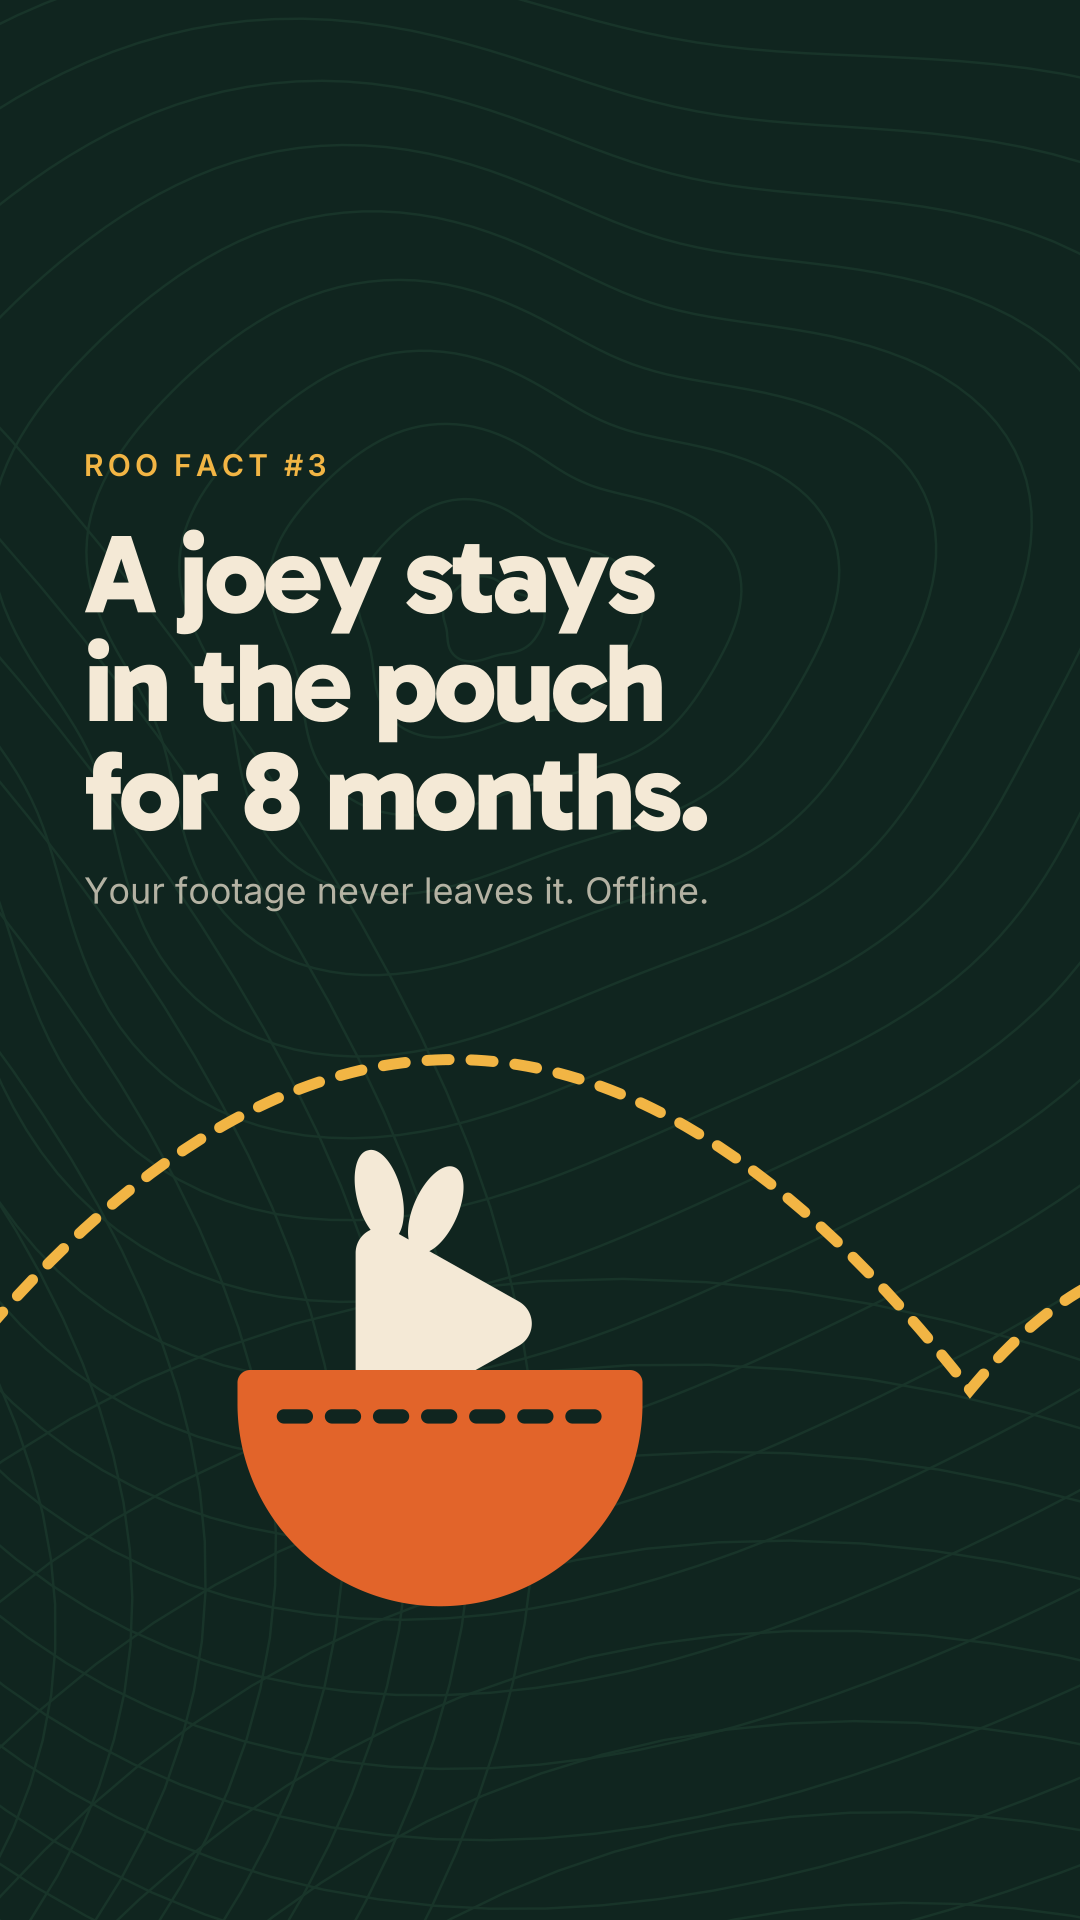 ROO FACT #3
A joey stays
in the pouch
for 8 months.
Your footage never leaves it. Offline.